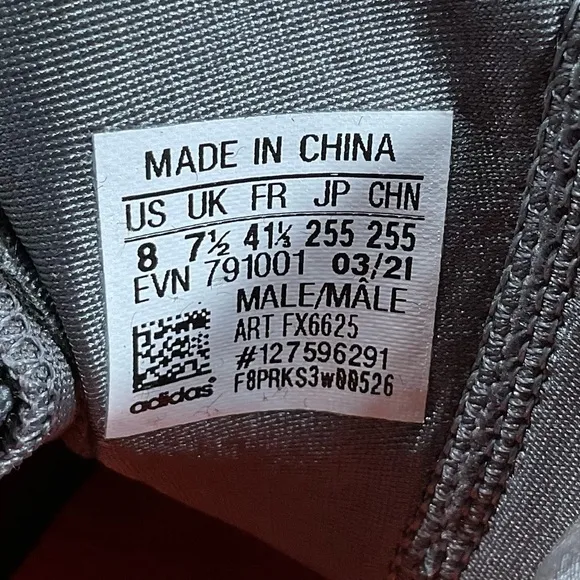 MADE IN CHINA
US UK FR JP CHN
8 7½ 41⅓ 255 255
EVN 791001 03/21
MALE/MÂLE
ART FX6625
#127596291
F8PRKS3W00526
adidas